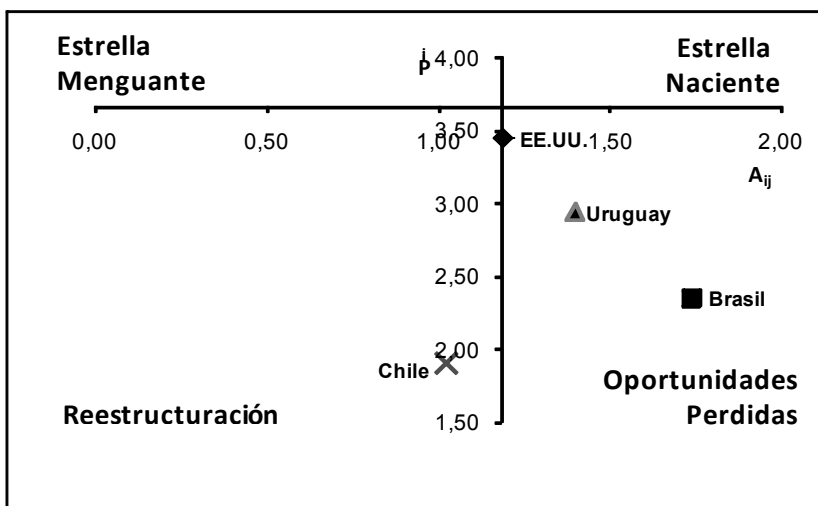 Estrella
Menguante
j
P
4,00
Estrella
Naciente
3,50
0,00
0,50
1,00
1,50
2,00
EE.UU.
Aij
3,00
Uruguay
2,50
Brasil
2,00
Chile
Oportunidades
Perdidas
Reestructuración
1,50